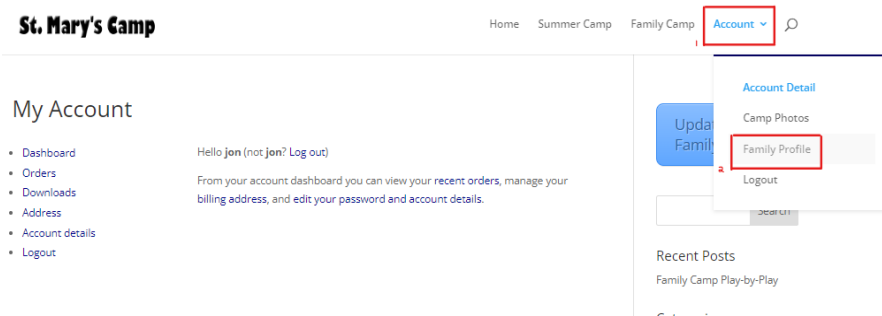 St. Mary's Camp
Home Summer Camp Family Camp Account
1
Account Detail
Camp Photos
Family Profile
2
Logout
My Account
Dashboard
Orders
Downloads
Address
Account details
Logout
Hello jon (not jon? Log out)
From your account dashboard you can view your recent orders, manage your
billing address, and edit your password and account details.
Search
Recent Posts
Family Camp Play-by-Play